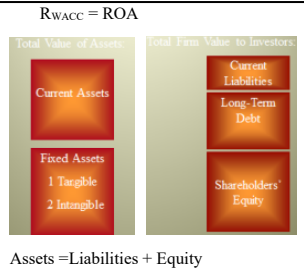 RWACC = ROA
Total Value of Assets:
Current Assets
Fixed Assets
1 Tangible
2 Intangible
Total Firm Value to Investors:
Current
Liabilities
Long-Term
Debt
Shareholders'
Equity
Assets =Liabilities + Equity